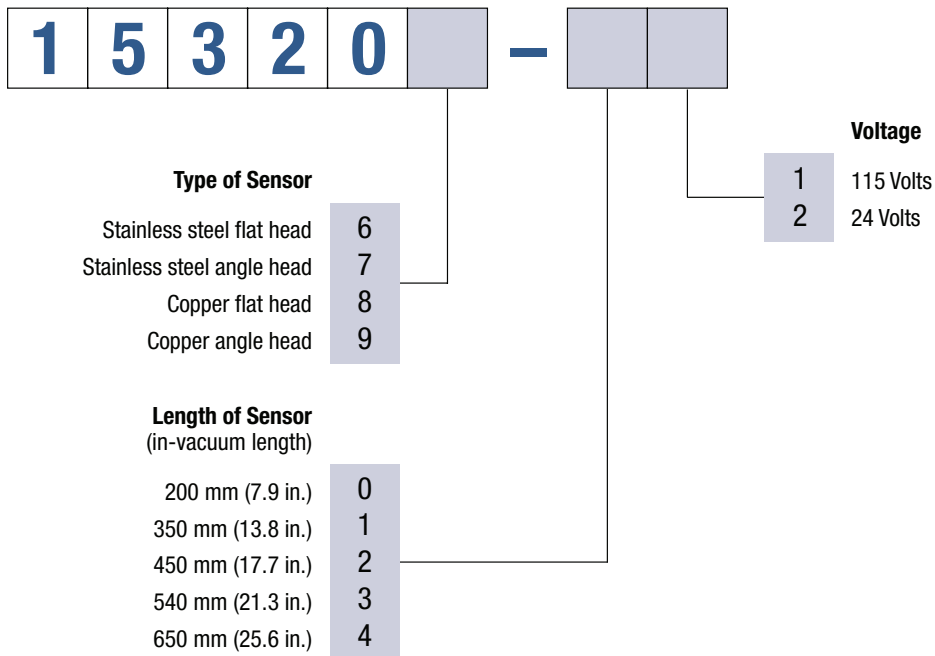 1 5 3 2 0 –
Voltage
1 115 Volts
2 24 Volts
Type of Sensor
Stainless steel flat head 6
Stainless steel angle head 7
Copper flat head 8
Copper angle head 9
Length of Sensor
(in-vacuum length)
200 mm (7.9 in.) 0
350 mm (13.8 in.) 1
450 mm (17.7 in.) 2
540 mm (21.3 in.) 3
650 mm (25.6 in.) 4